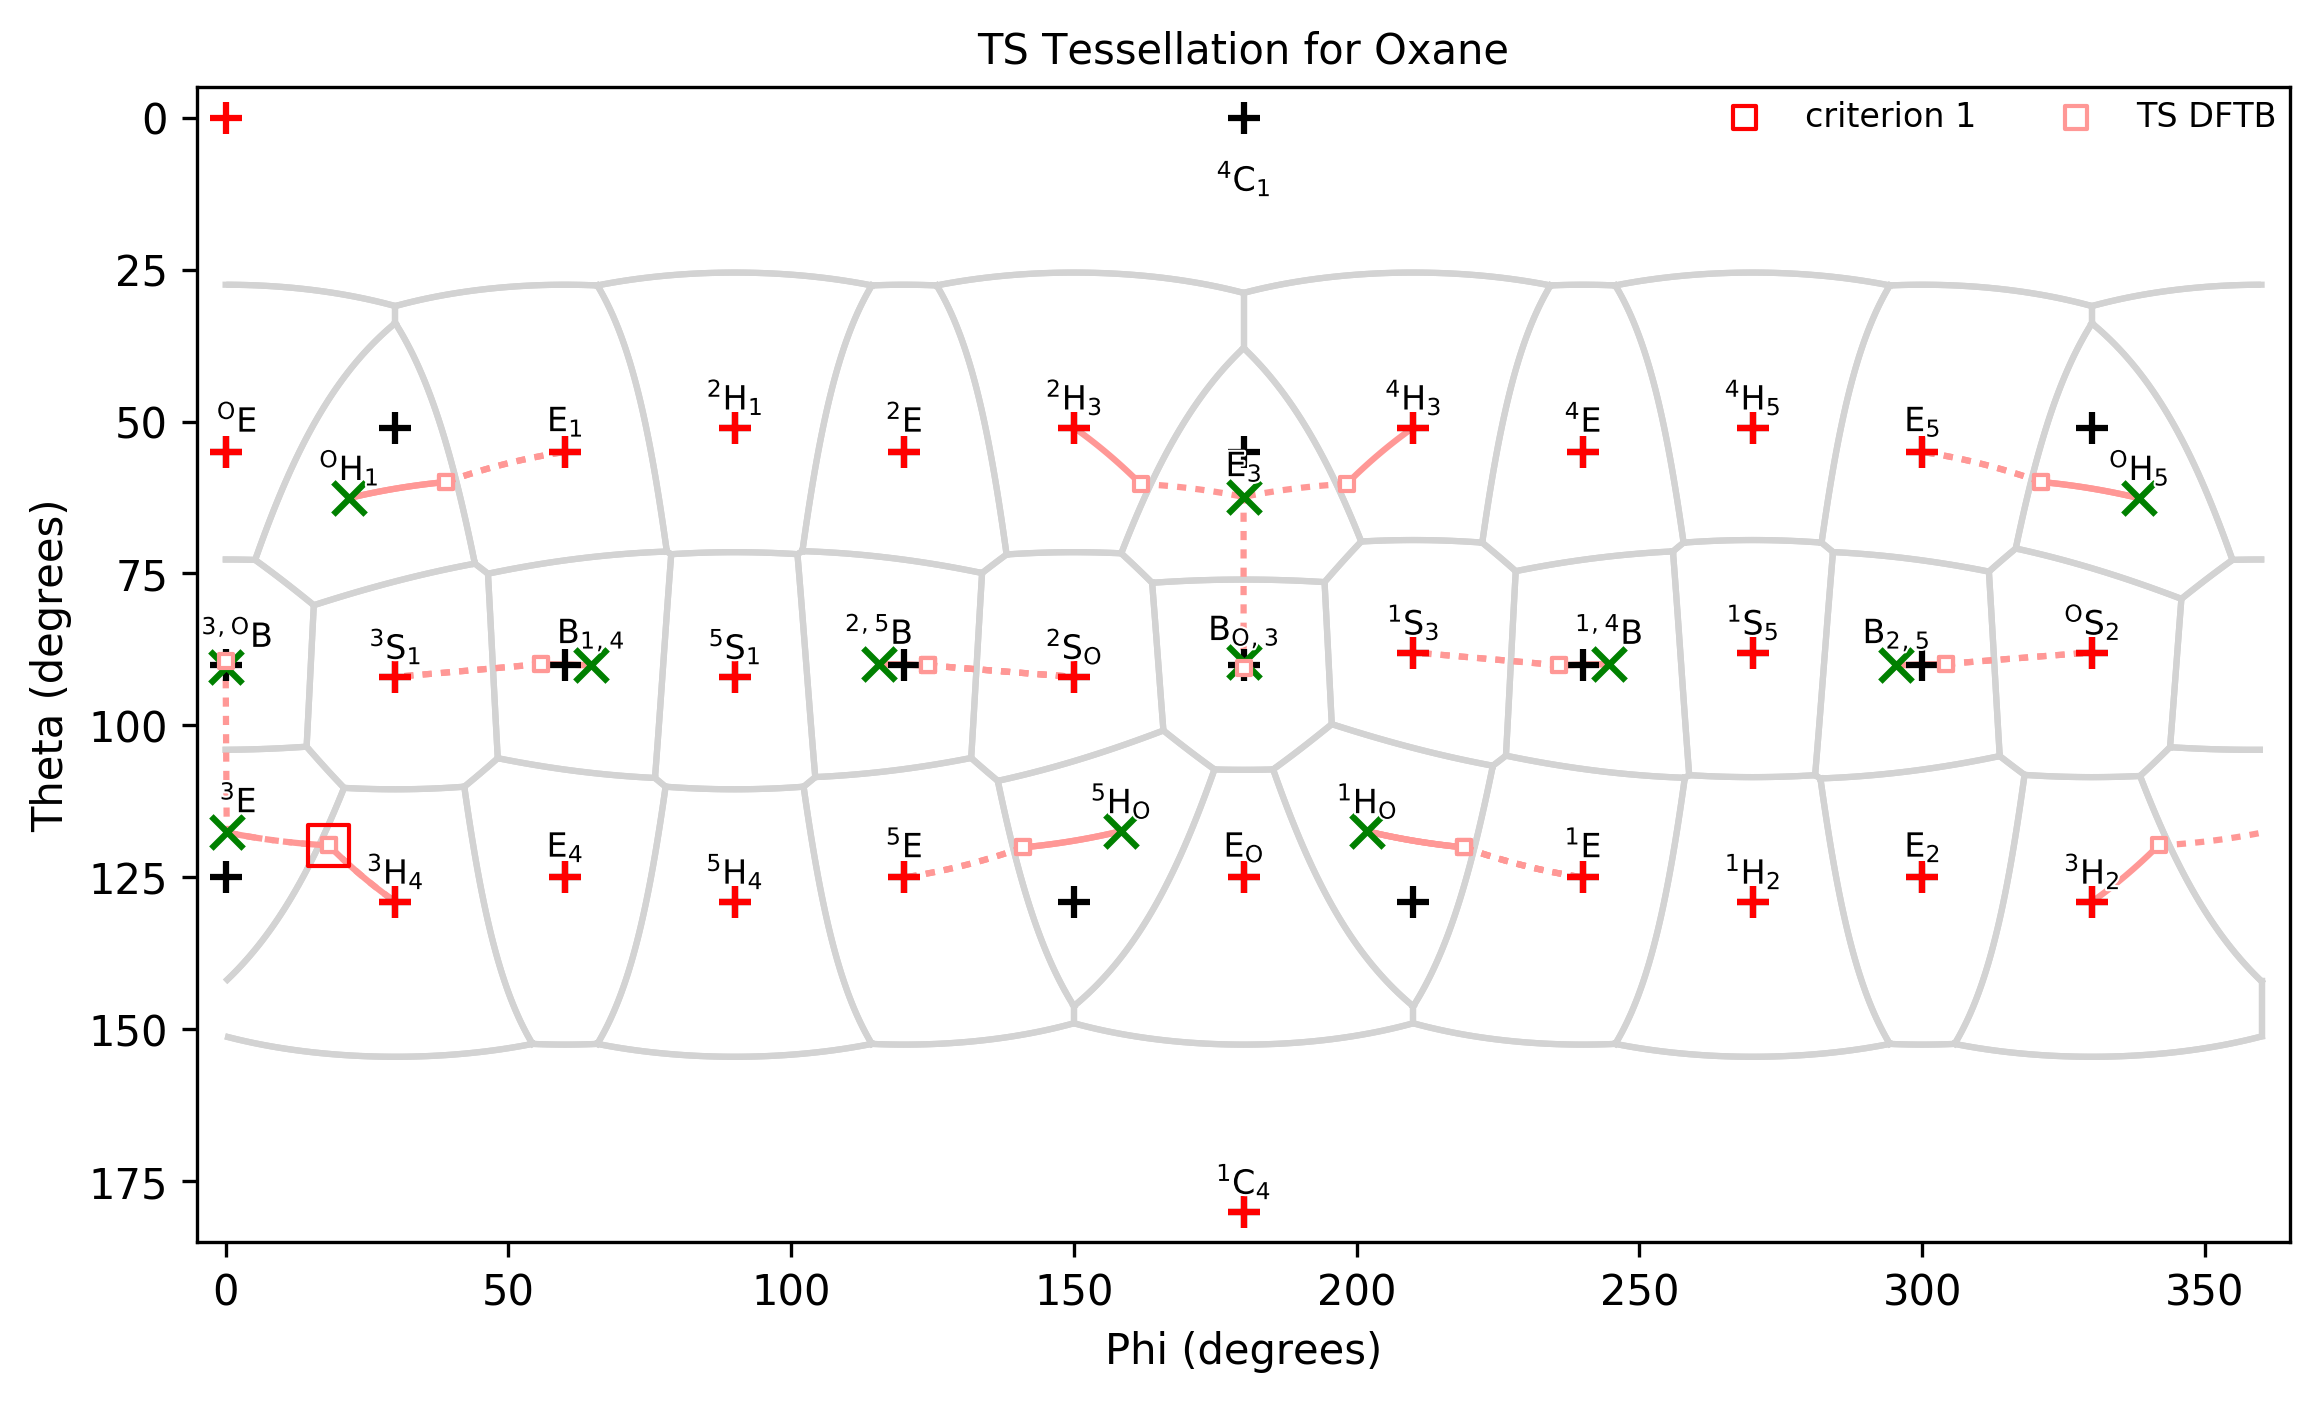 TS Tessellation for Oxane
criterion 1 TS DFTB
⁴C₁
ᴼE ᴼH₁ E₁ ²H₁ ²E ²H₃ E₃ ⁴H₃ ⁴E ⁴H₅ E₅ ᴼH₅
³,ᴼB ³S₁ B₁,₄ ⁵S₁ ²,⁵B ²Sₒ Bₒ,₃ ¹S₃ ¹,⁴B ¹S₅ B₂,₅ ᴼS₂
³E ³H₄ E₄ ⁵H₄ ⁵E ⁵Hₒ Eₒ ¹Hₒ ¹E ¹H₂ E₂ ³H₂
¹C₄
0
25
50
75
100
125
150
175
Theta (degrees)
0 50 100 150 200 250 300 350
Phi (degrees)